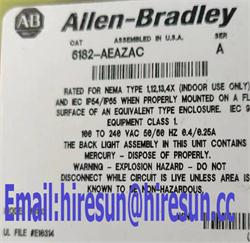 AB Allen-Bradley
CAT ASSEMBLED IN U.S.A. SER
6182-AEAZAC A
RATED FOR NEMA TYPE 1,12,13,4X (INDOOR USE ONLY)
AND IEC IP54/IP65 WHEN PROPERLY MOUNTED ON A FL
SURFACE OF AN EQUIVALENT TYPE ENCLOSURE. IEC
EQUIPMENT CLASS 1.
100 TO 240 VAC 50/60 HZ 0.4/0.25A
THE BACK LIGHT ASSEMBLY IN THIS UNIT CONTAINS
MERCURY - DISPOSE OF PROPERLY.
WARNING - EXPLOSION HAZARD - DO NOT
DISCONNECT WHILE CIRCUIT IS LIVE UNLESS AREA IS
KNOWN TO BE NON-HAZARDOUS.
Email:hiresun@hiresun.cc
UL FILE #E16314